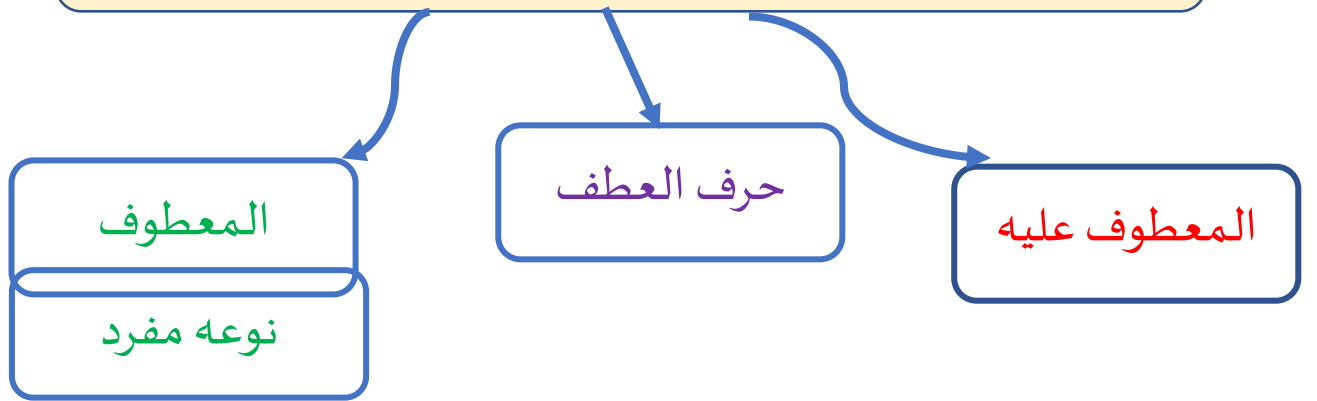 المعطوف عليه
حرف العطف
المعطوف
نوعه مفرد